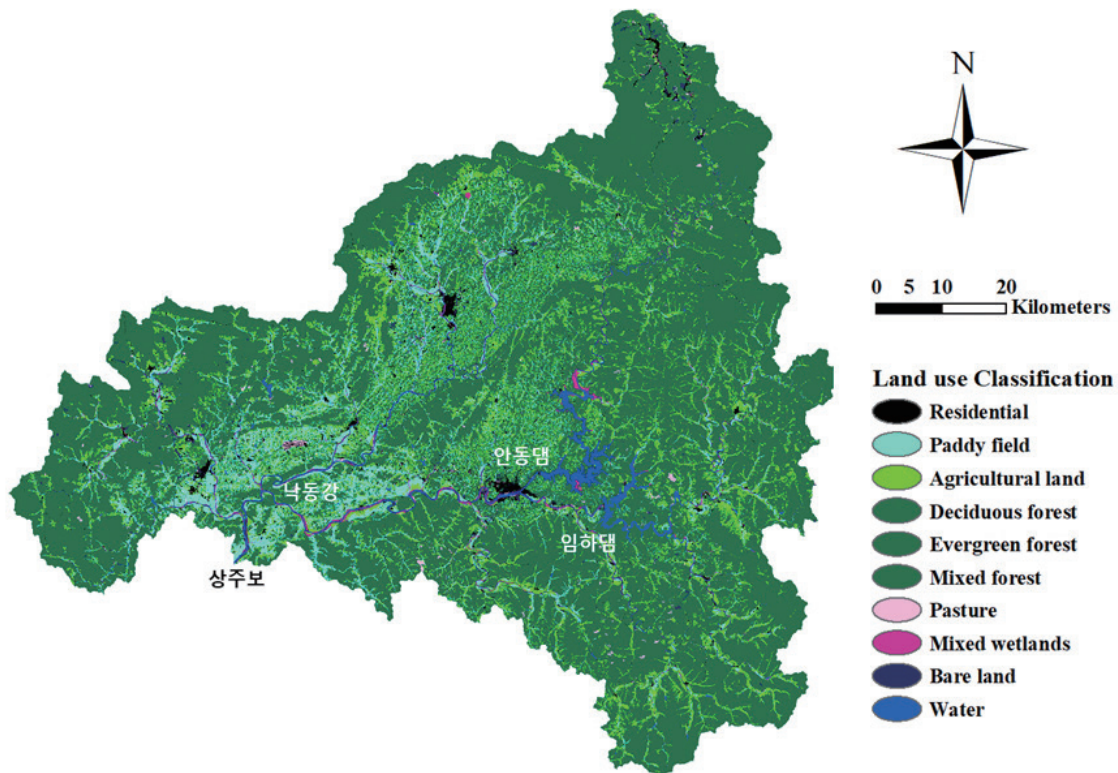 N
0 5 10 20
Kilometers
Land use Classification
Residential
Paddy field
Agricultural land
Deciduous forest
Evergreen forest
Mixed forest
Pasture
Mixed wetlands
Bare land
Water
안동댐
낙동강
임하댐
상주보